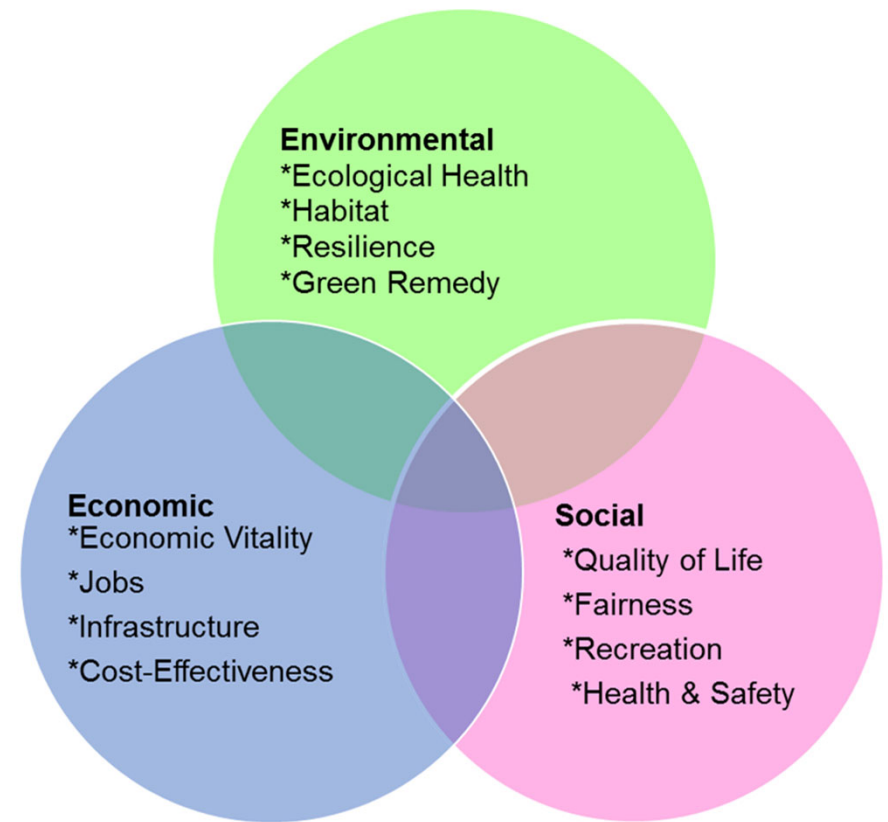 Environmental
*Ecological Health
*Habitat
*Resilience
*Green Remedy
Economic
*Economic Vitality
*Jobs
*Infrastructure
*Cost-Effectiveness
Social
*Quality of Life
*Fairness
*Recreation
*Health & Safety